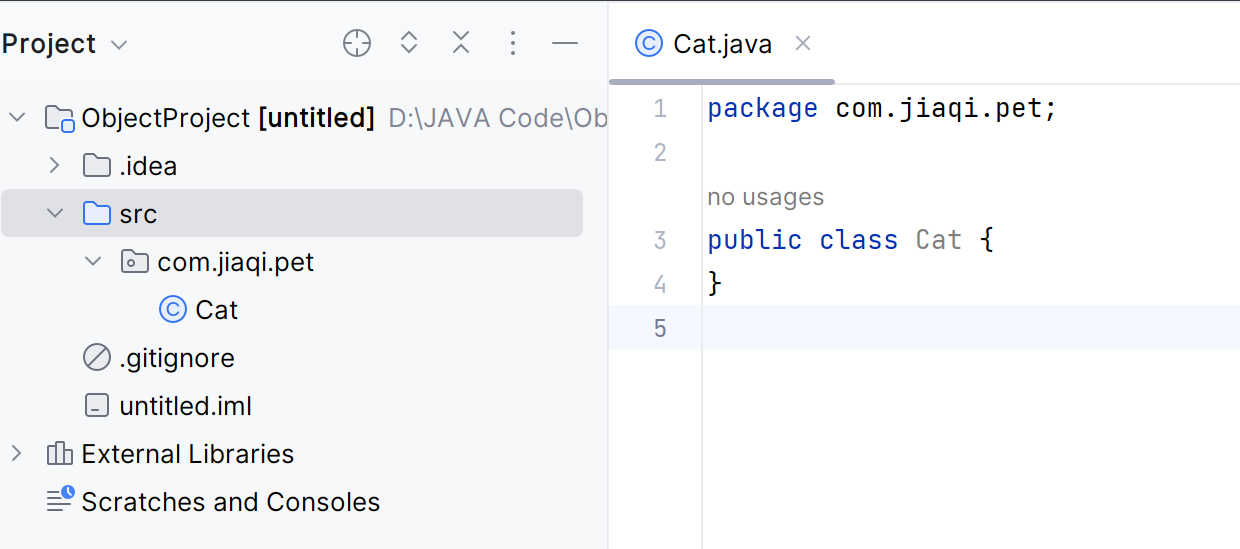 Project
ObjectProject [untitled] D:\JAVA Code\Ob
.idea
src
com.jiaqi.pet
C Cat
.gitignore
untitled.iml
External Libraries
Scratches and Consoles
C Cat.java
1 package com.jiaqi.pet;
2
no usages
3 public class Cat {
4 }
5